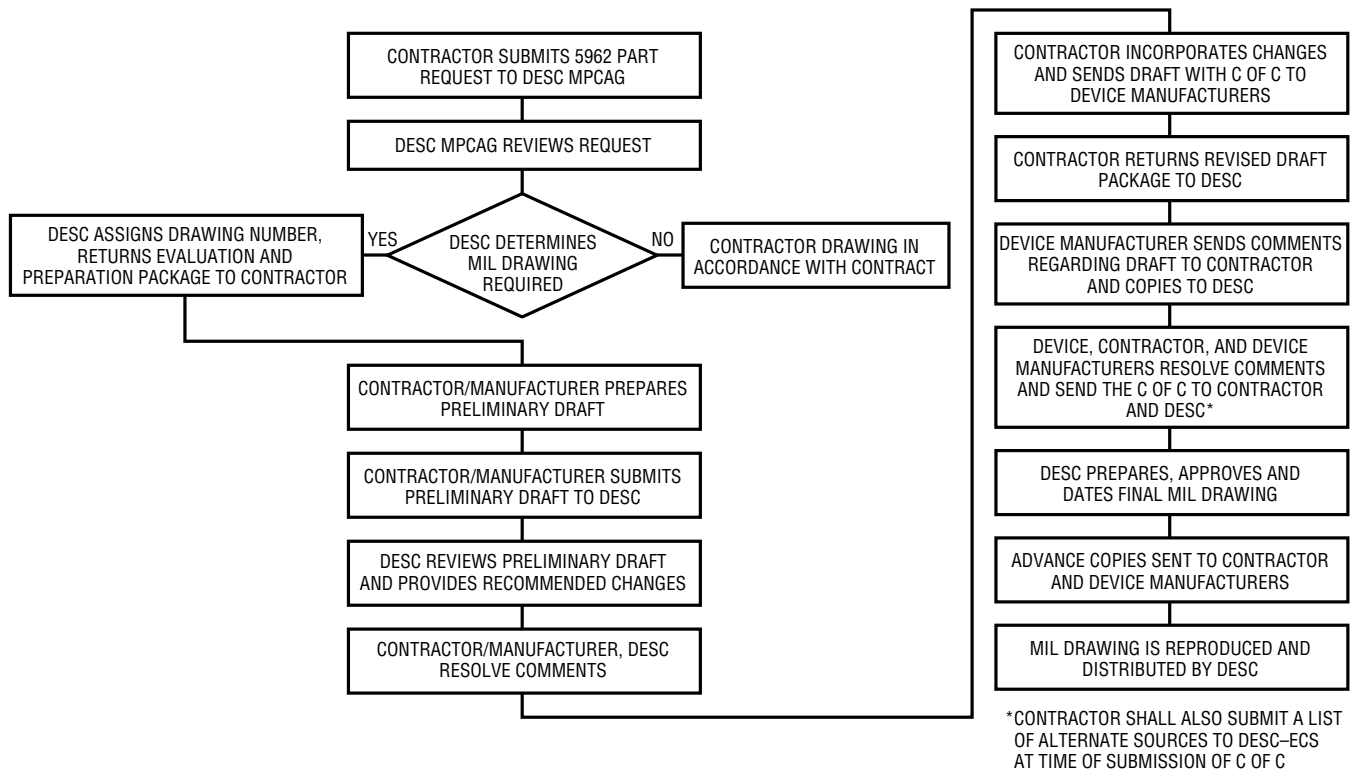 CONTRACTOR SUBMITS 5962 PART
REQUEST TO DESC MPCAG
DESC MPCAG REVIEWS REQUEST
DESC DETERMINES
MIL DRAWING
REQUIRED
YES
NO
DESC ASSIGNS DRAWING NUMBER,
RETURNS EVALUATION AND
PREPARATION PACKAGE TO CONTRACTOR
CONTRACTOR DRAWING IN
ACCORDANCE WITH CONTRACT
CONTRACTOR/MANUFACTURER PREPARES
PRELIMINARY DRAFT
CONTRACTOR/MANUFACTURER SUBMITS
PRELIMINARY DRAFT TO DESC
DESC REVIEWS PRELIMINARY DRAFT
AND PROVIDES RECOMMENDED CHANGES
CONTRACTOR/MANUFACTURER, DESC
RESOLVE COMMENTS
CONTRACTOR INCORPORATES CHANGES
AND SENDS DRAFT WITH C OF C TO
DEVICE MANUFACTURERS
CONTRACTOR RETURNS REVISED DRAFT
PACKAGE TO DESC
DEVICE MANUFACTURER SENDS COMMENTS
REGARDING DRAFT TO CONTRACTOR
AND COPIES TO DESC
DEVICE, CONTRACTOR, AND DEVICE
MANUFACTURERS RESOLVE COMMENTS
AND SEND THE C OF C TO CONTRACTOR
AND DESC*
DESC PREPARES, APPROVES AND
DATES FINAL MIL DRAWING
ADVANCE COPIES SENT TO CONTRACTOR
AND DEVICE MANUFACTURERS
MIL DRAWING IS REPRODUCED AND
DISTRIBUTED BY DESC
*CONTRACTOR SHALL ALSO SUBMIT A LIST
OF ALTERNATE SOURCES TO DESC–ECS
AT TIME OF SUBMISSION OF C OF C